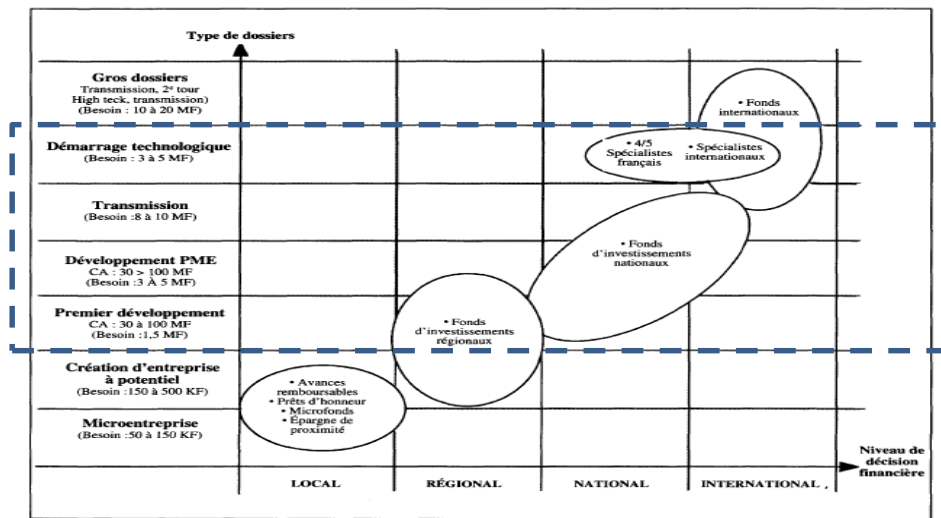 Type de dossiers
Gros dossiers
Transmission, 2e tour
High teck, transmission)
(Besoin : 10 à 20 MF)
Démarrage technologique
(Besoin : 3 à 5 MF)
Transmission
(Besoin :8 à 10 MF)
Développement PME
CA : 30 > 100 MF
(Besoin :3 À 5 MF)
Premier développement
CA : 30 à 100 MF
(Besoin :1,5 MF)
Création d'entreprise
à potentiel
(Besoin :150 à 500 KF)
Microentreprise
(Besoin :50 à 150 KF)
• Fonds
internationaux
• 4/5
Spécialistes
français
• Spécialistes
internationaux
• Fonds
d'investissements
nationaux
• Fonds
d'investissements
régionaux
• Avances
remboursables
• Prêts d'honneur
• Microfonds
• Épargne de
proximité
Niveau de
décision
financière
LOCAL
RÉGIONAL
NATIONAL
INTERNATIONAL